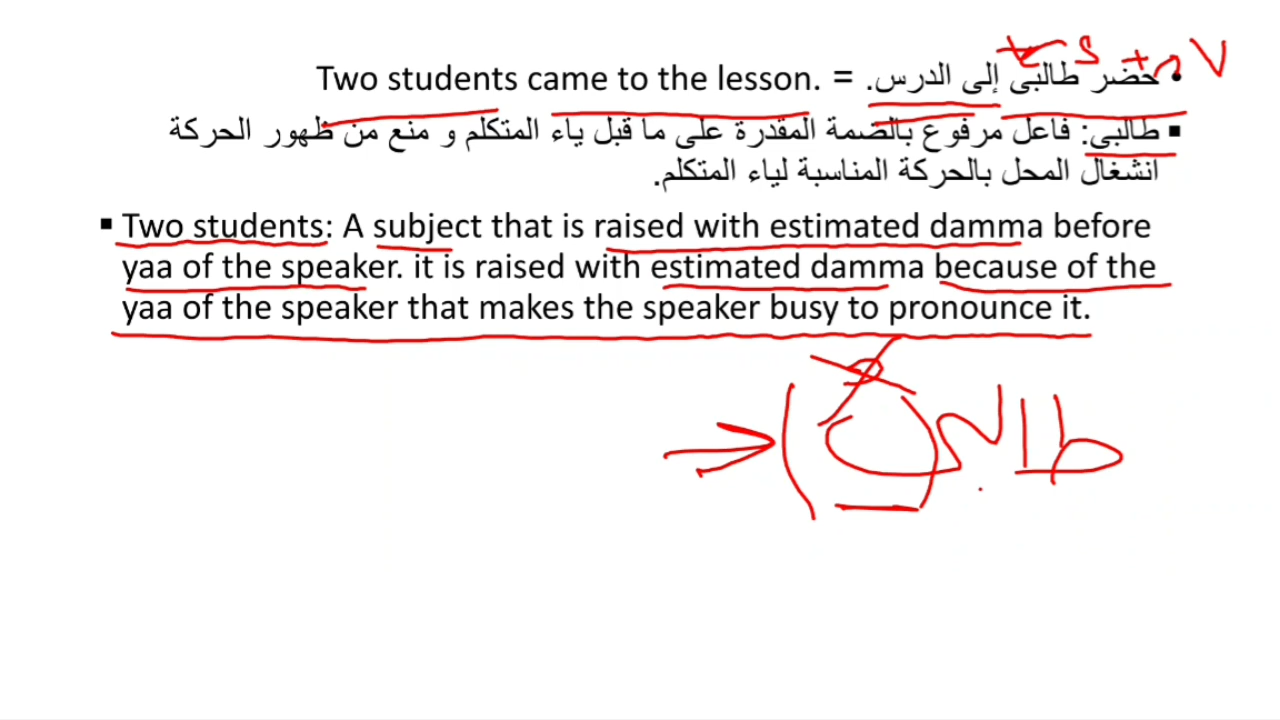 • حضر طالبى إلى الدرس. = Two students came to the lesson.
▪ طالبى: فاعل مرفوع بالضمة المقدرة على ما قبل ياء المتكلم و منع من ظهور الحركة
انشغال المحل بالحركة المناسبة لياء المتكلم.
▪ Two students: A subject that is raised with estimated damma before
yaa of the speaker. it is raised with estimated damma because of the
yaa of the speaker that makes the speaker busy to pronounce it.